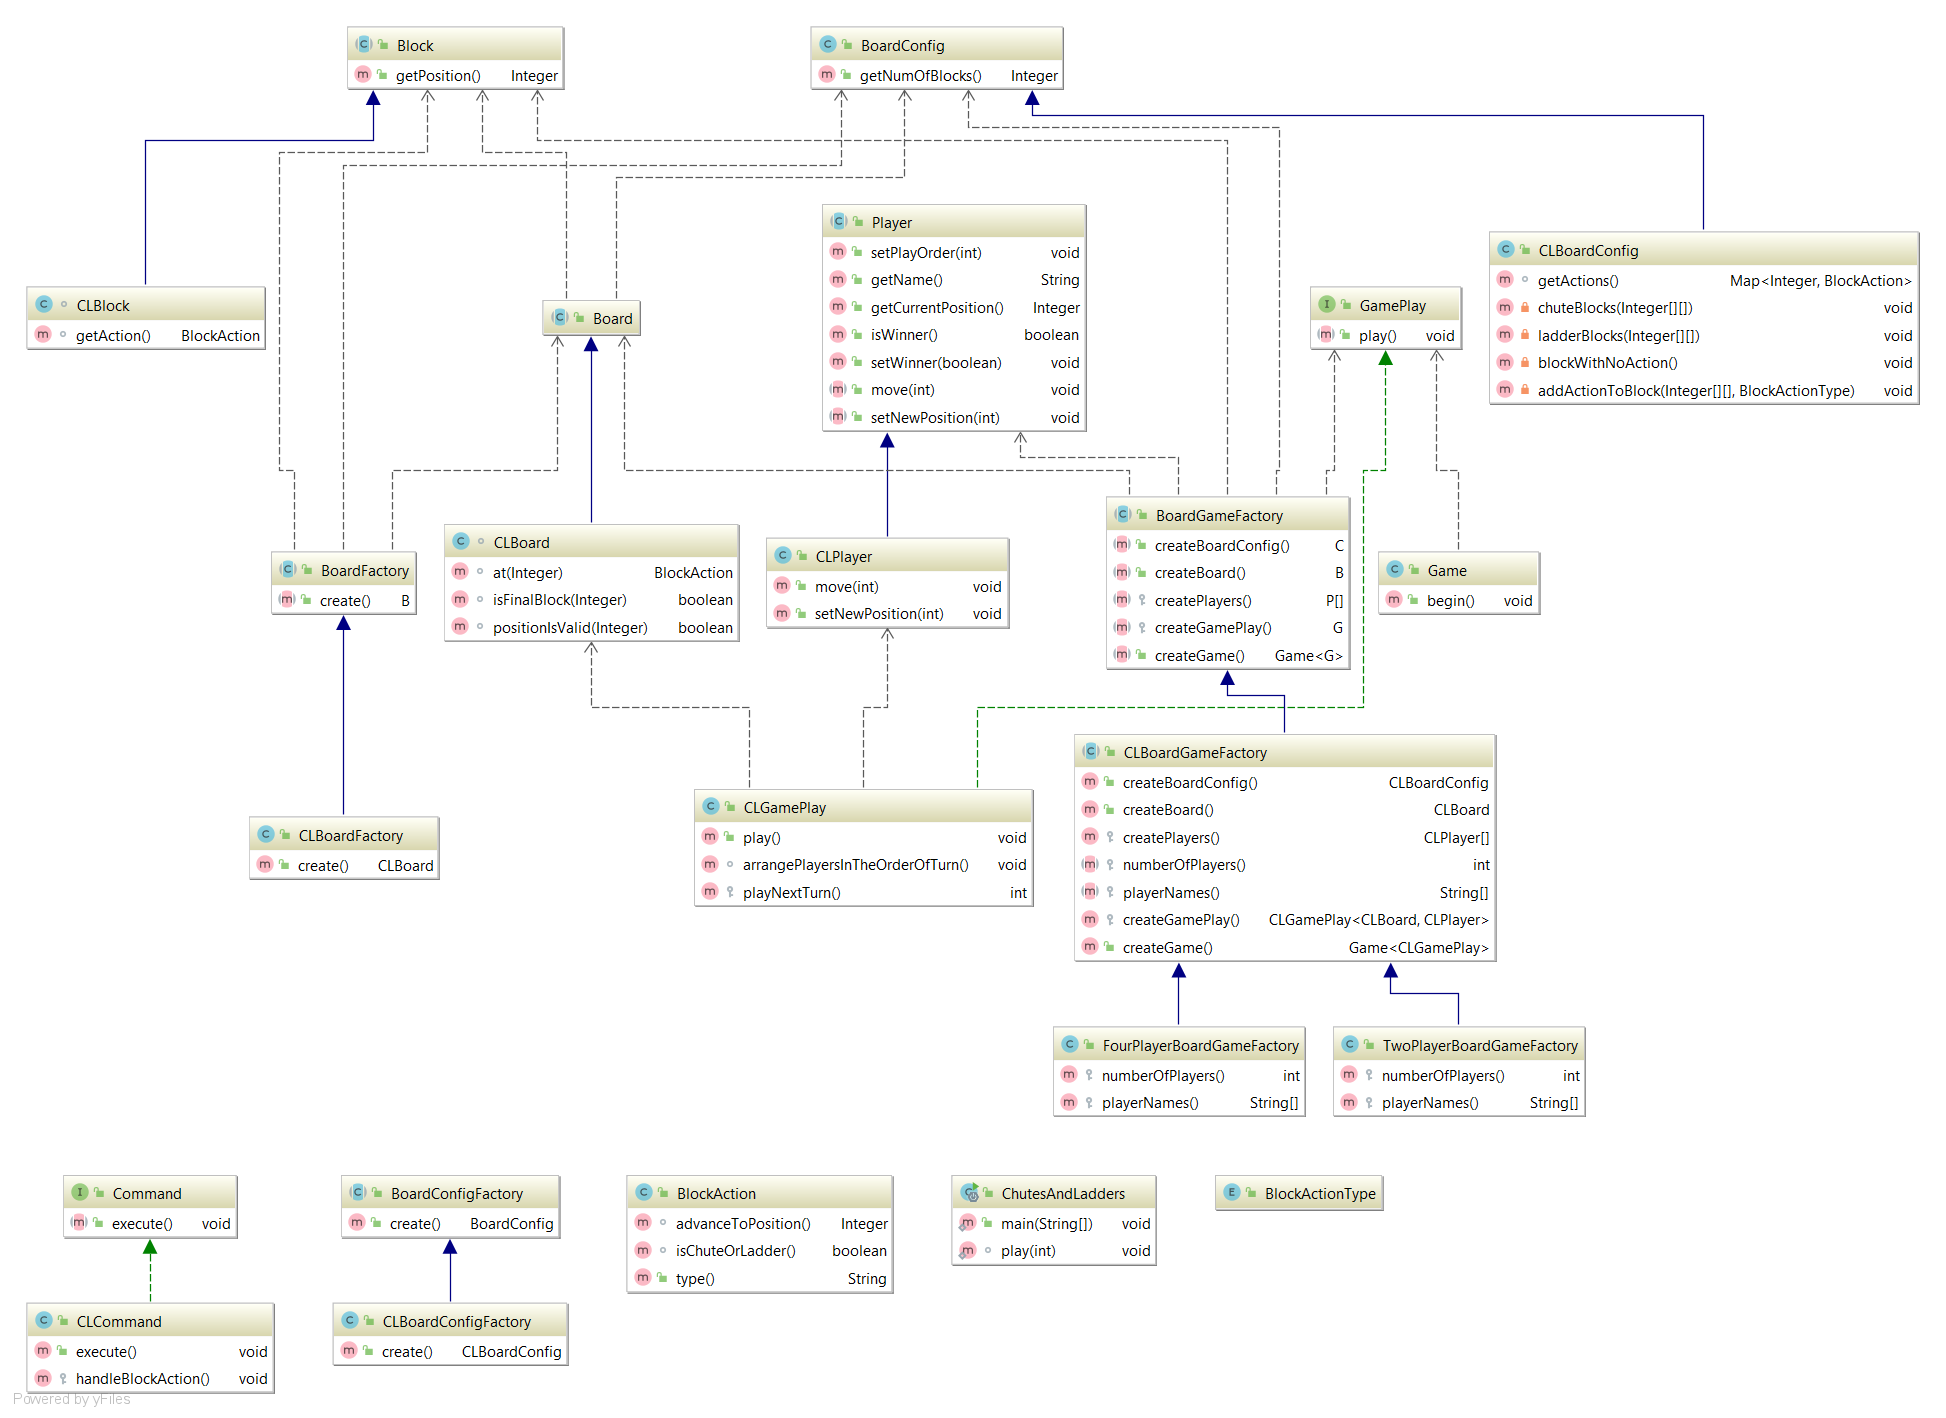 Block
getPosition() Integer
BoardConfig
getNumOfBlocks() Integer
Player
setPlayOrder(int) void
getName() String
getCurrentPosition() Integer
isWinner() boolean
setWinner(boolean) void
move(int) void
setNewPosition(int) void
CLBoardConfig
getActions() Map<Integer, BlockAction>
chuteBlocks(Integer[][]) void
ladderBlocks(Integer[][]) void
blockWithNoAction() void
addActionToBlock(Integer[][], BlockActionType) void
CLBlock
getAction() BlockAction
Board
GamePlay
play() void
BoardFactory
create() B
CLBoard
at(Integer) BlockAction
isFinalBlock(Integer) boolean
positionIsValid(Integer) boolean
CLPlayer
move(int) void
setNewPosition(int) void
BoardGameFactory
createBoardConfig() C
createBoard() B
createPlayers() P[]
createGamePlay() G
createGame() Game<G>
Game
begin() void
CLBoardFactory
create() CLBoard
CLGamePlay
play() void
arrangePlayersInTheOrderOfTurn() void
playNextTurn() int
CLBoardGameFactory
createBoardConfig() CLBoardConfig
createBoard() CLBoard
createPlayers() CLPlayer[]
numberOfPlayers() int
playerNames() String[]
createGamePlay() CLGamePlay<CLBoard, CLPlayer>
createGame() Game<CLGamePlay>
FourPlayerBoardGameFactory
numberOfPlayers() int
playerNames() String[]
TwoPlayerBoardGameFactory
numberOfPlayers() int
playerNames() String[]
Command
execute() void
BoardConfigFactory
create() BoardConfig
BlockAction
advanceToPosition() Integer
isChuteOrLadder() boolean
type() String
ChutesAndLadders
main(String[]) void
play(int) void
BlockActionType
CLCommand
execute() void
handleBlockAction() void
CLBoardConfigFactory
create() CLBoardConfig
Powered by yFiles